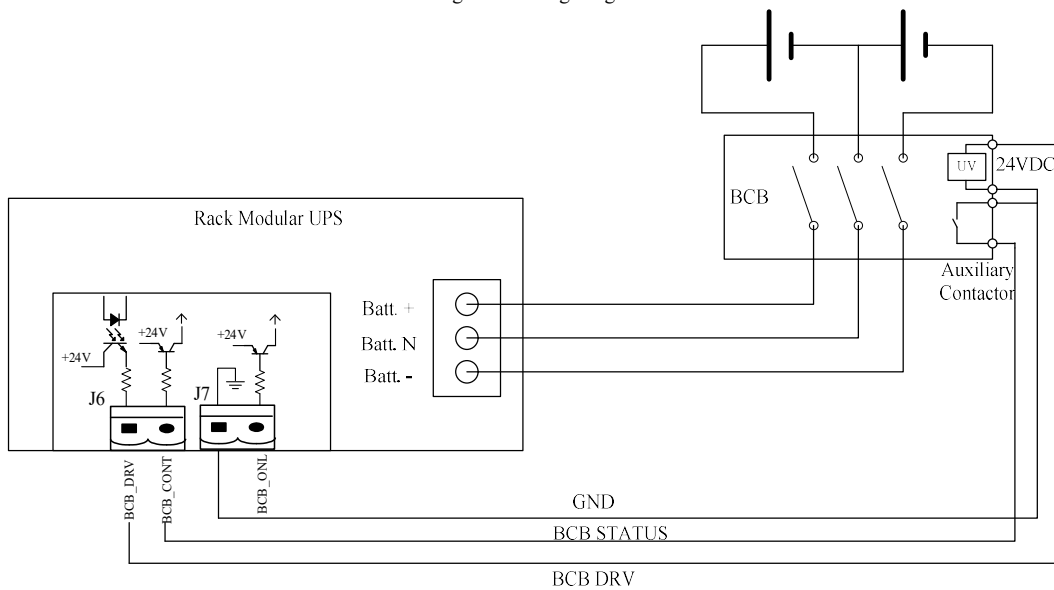 UV
24VDC
BCB
Rack Modular UPS
Auxiliary
Contactor
Batt. +
+24V
+24V
Batt. N
+24V
Batt. -
J6
J7
BCB_DRV
BCB_CONT
BCB_ONL
GND
BCB STATUS
BCB DRV